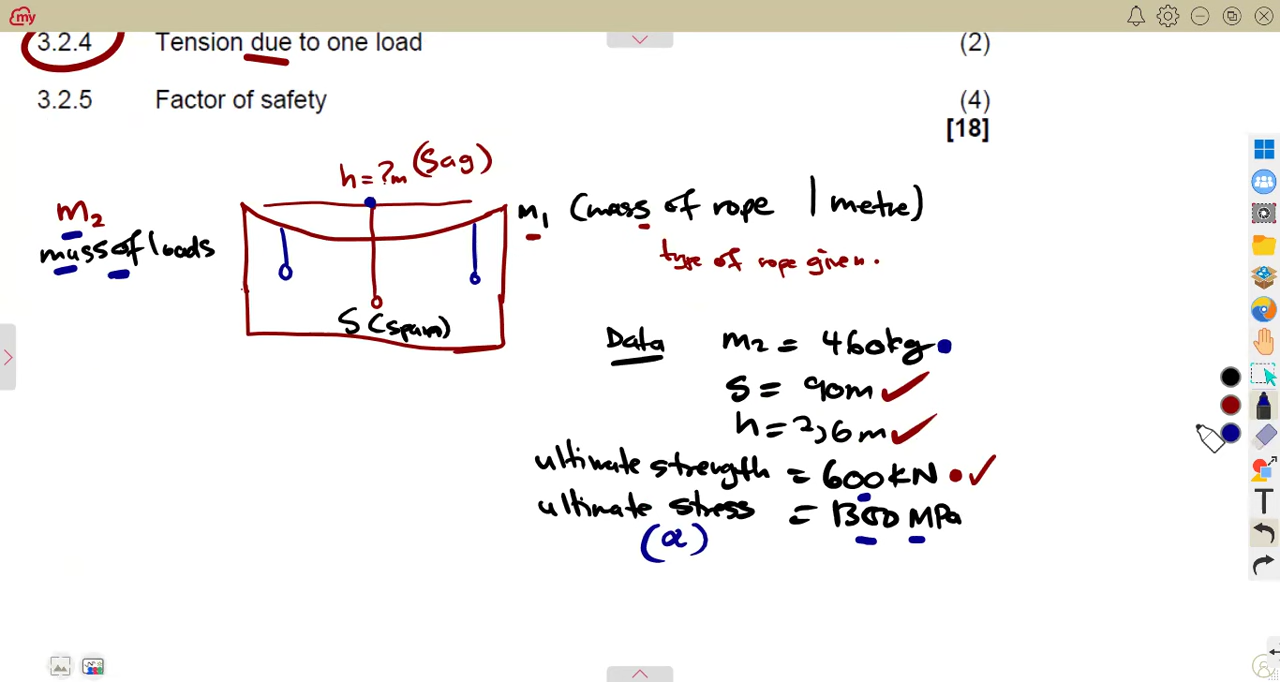 my
3.2.4 Tension due to one load (2)
3.2.5 Factor of safety (4)
[18]
h = ?m (Sag)
m2
mass of loads
m1 (mass of rope / metre)
type of rope given.
S (span)
Data m2 = 460kg
S = 90m
h = 2,6m
ultimate strength = 600KN
ultimate stress = 1300 MPa
(α)
T